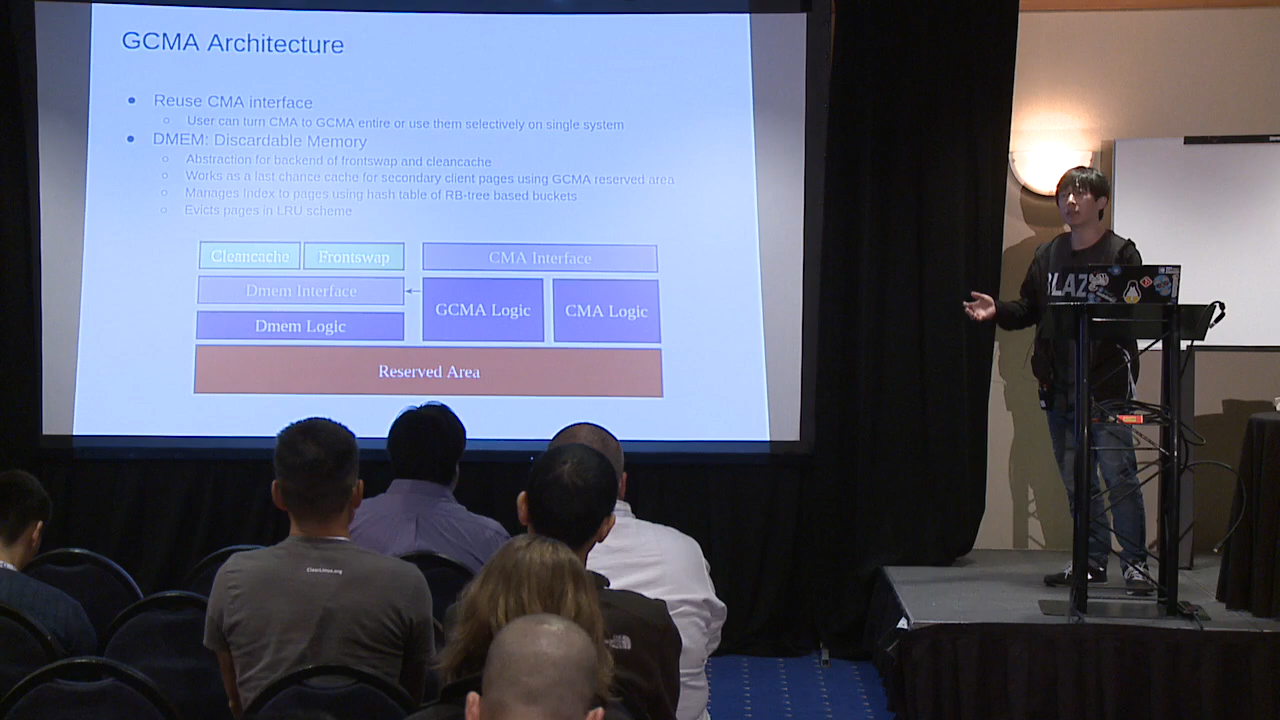 GCMA Architecture
● Reuse CMA interface
○ User can turn CMA to GCMA entire or use them selectively on single system
● DMEM: Discardable Memory
○ Abstraction for backend of frontswap and cleancache
○ Works as a last chance cache for secondary client pages using GCMA reserved area
○ Manages Index to pages using hash table of RB-tree based buckets
○ Evicts pages in LRU scheme
Cleancache Frontswap CMA Interface
Dmem Interface
GCMA Logic CMA Logic
Dmem Logic
Reserved Area
BLAZ
ClearLinux.org